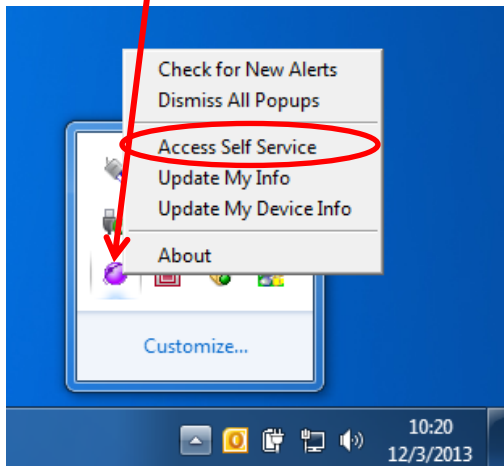 Check for New Alerts
Dismiss All Popups
Access Self Service
Update My Info
Update My Device Info
About
Customize...
10:20
12/3/2013